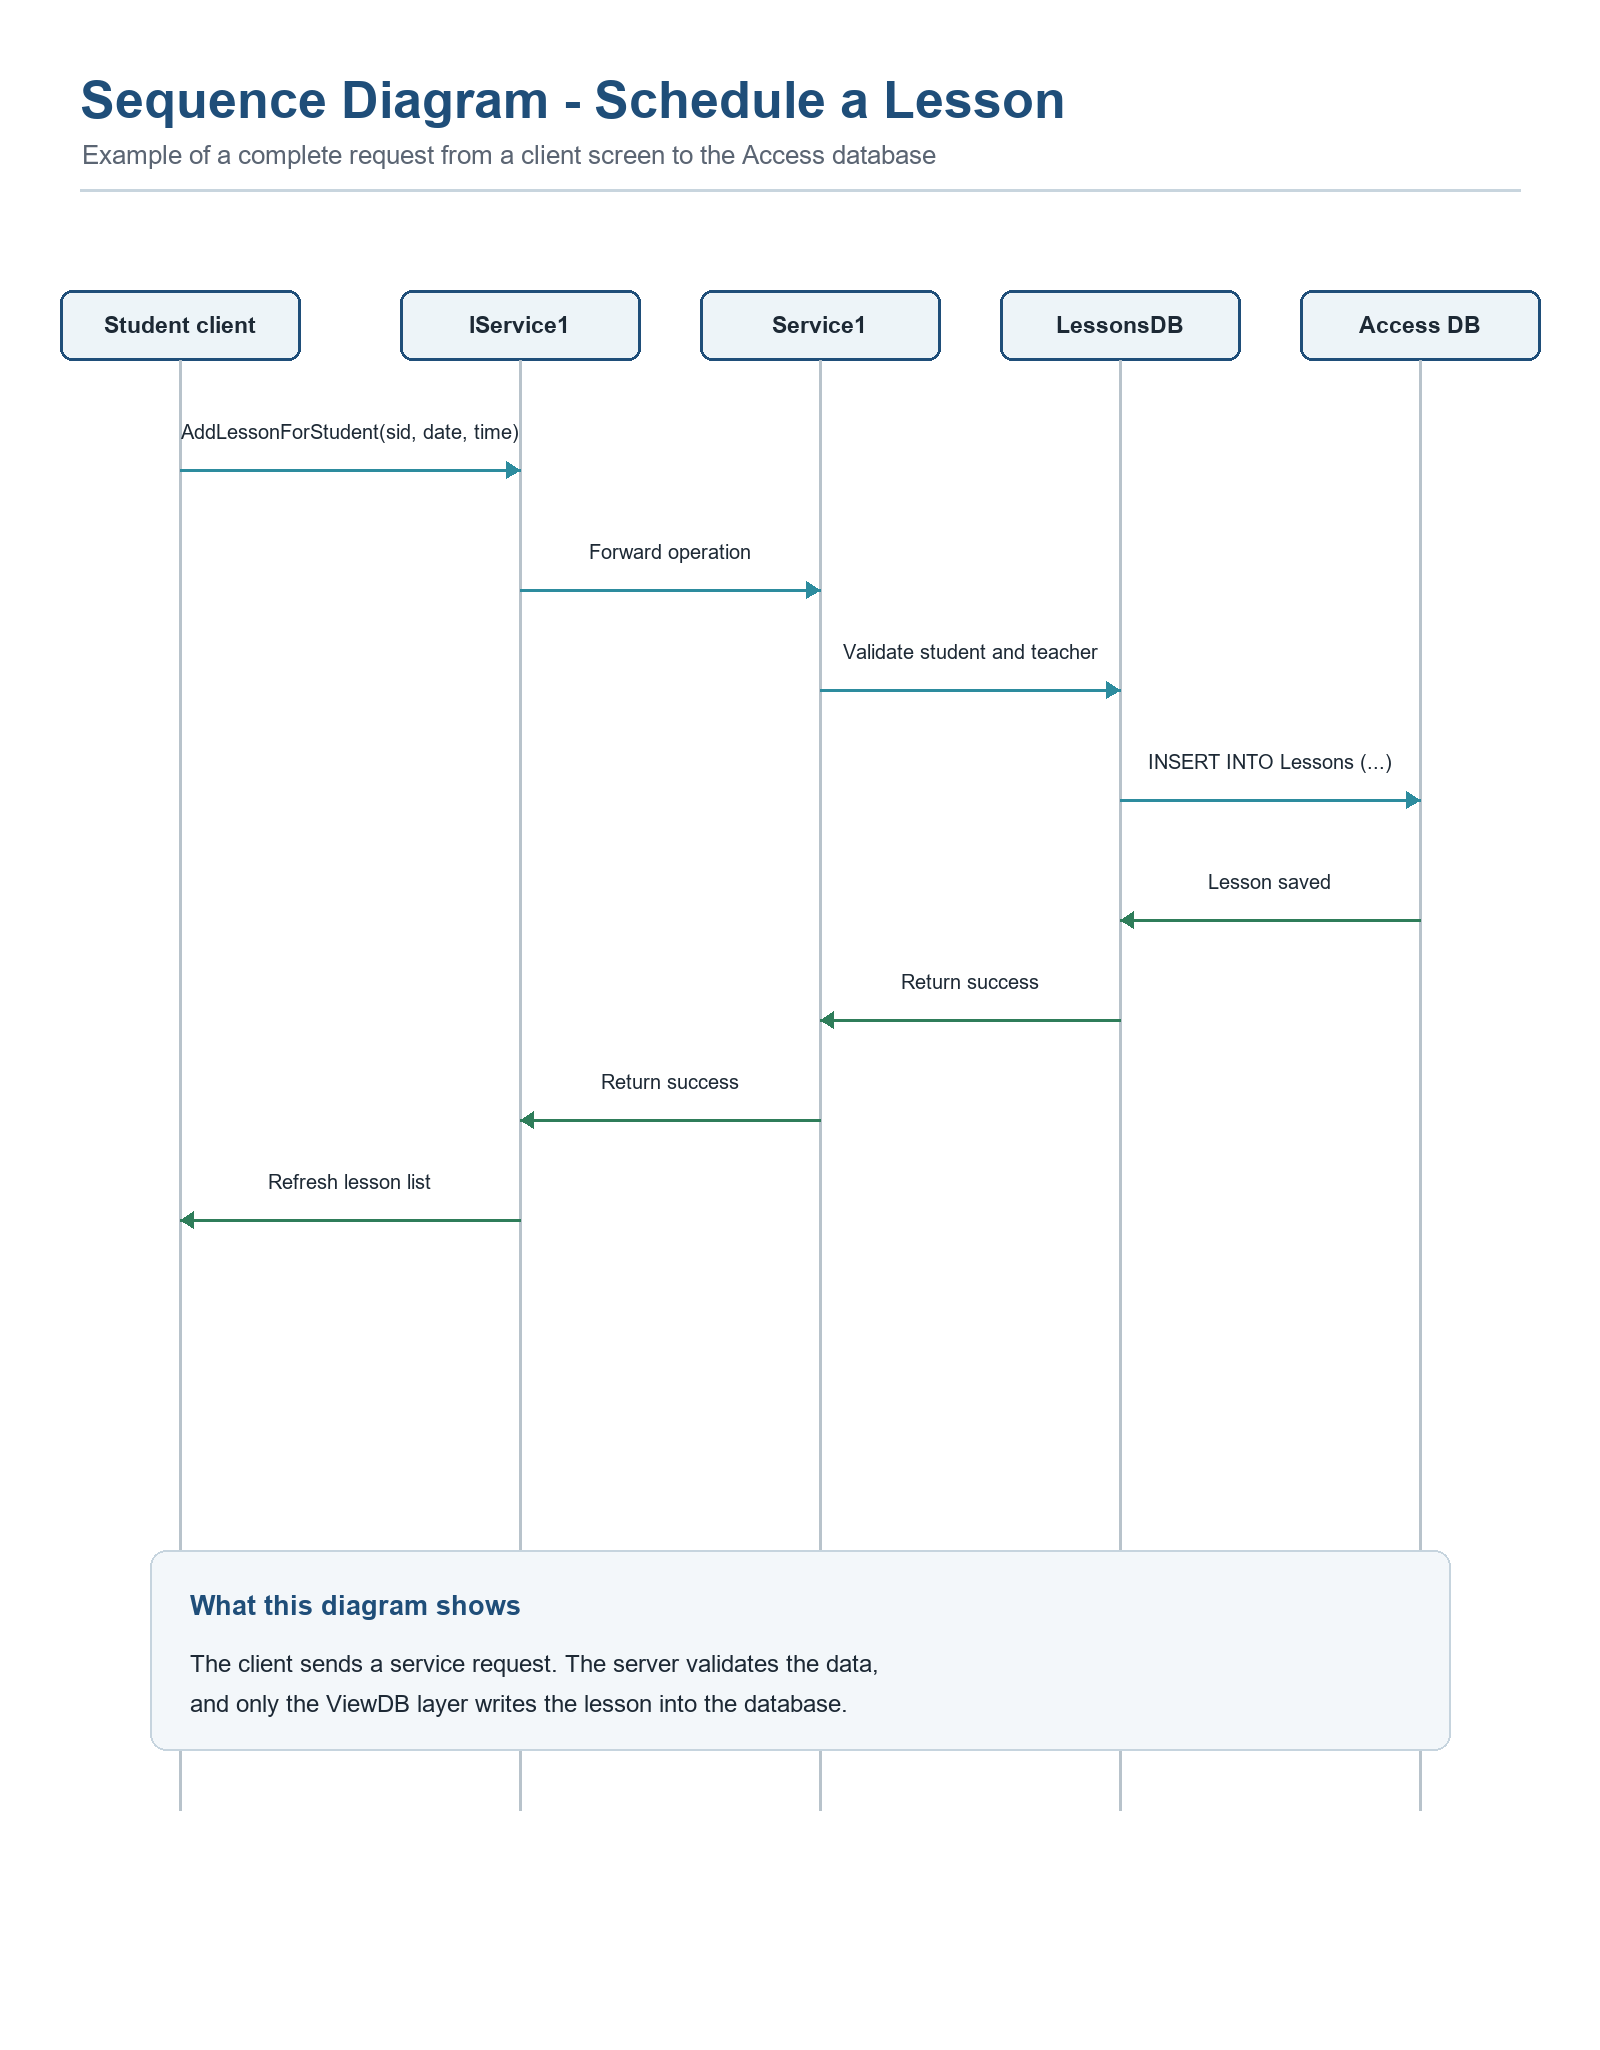 Sequence Diagram - Schedule a Lesson
Example of a complete request from a client screen to the Access database
Student client
IService1
Service1
LessonsDB
Access DB
AddLessonForStudent(sid, date, time)
Forward operation
Validate student and teacher
INSERT INTO Lessons (...)
Lesson saved
Return success
Return success
Refresh lesson list
What this diagram shows
The client sends a service request. The server validates the data,
and only the ViewDB layer writes the lesson into the database.